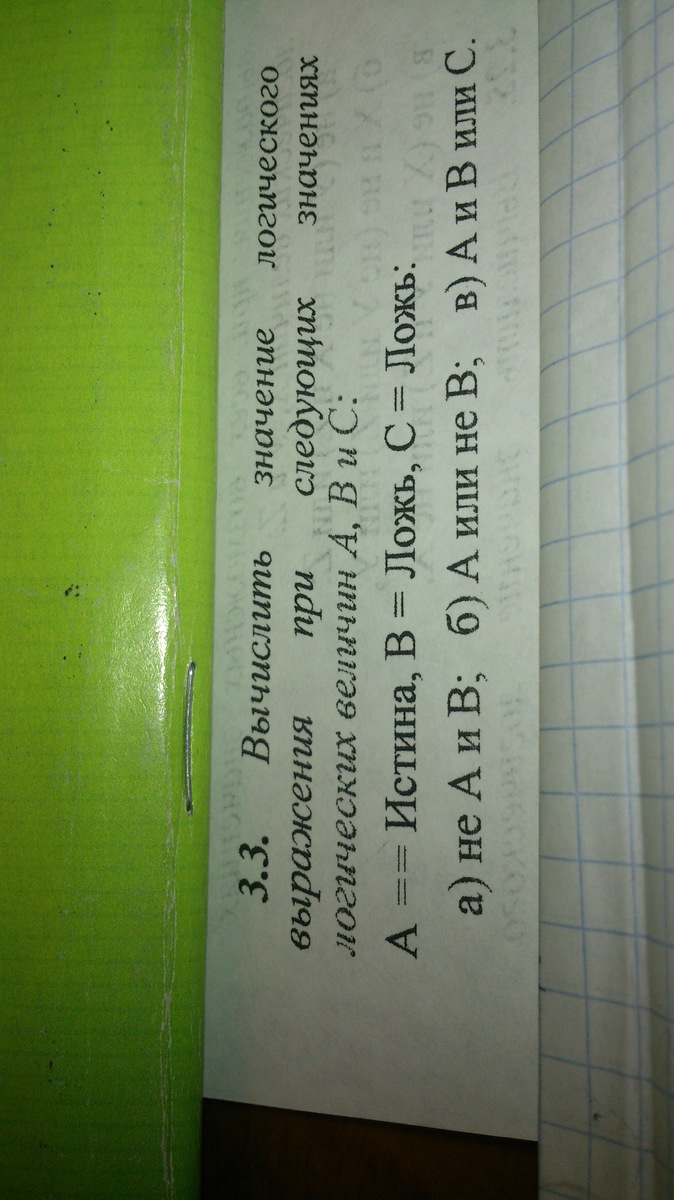 3.3. Вычислить значение логического
выражения при следующих значениях
логических величин А, В и С:
А == Истина, В = Ложь, С = Ложь:
а) не А и В; б) А или не В; в) А и В или С.